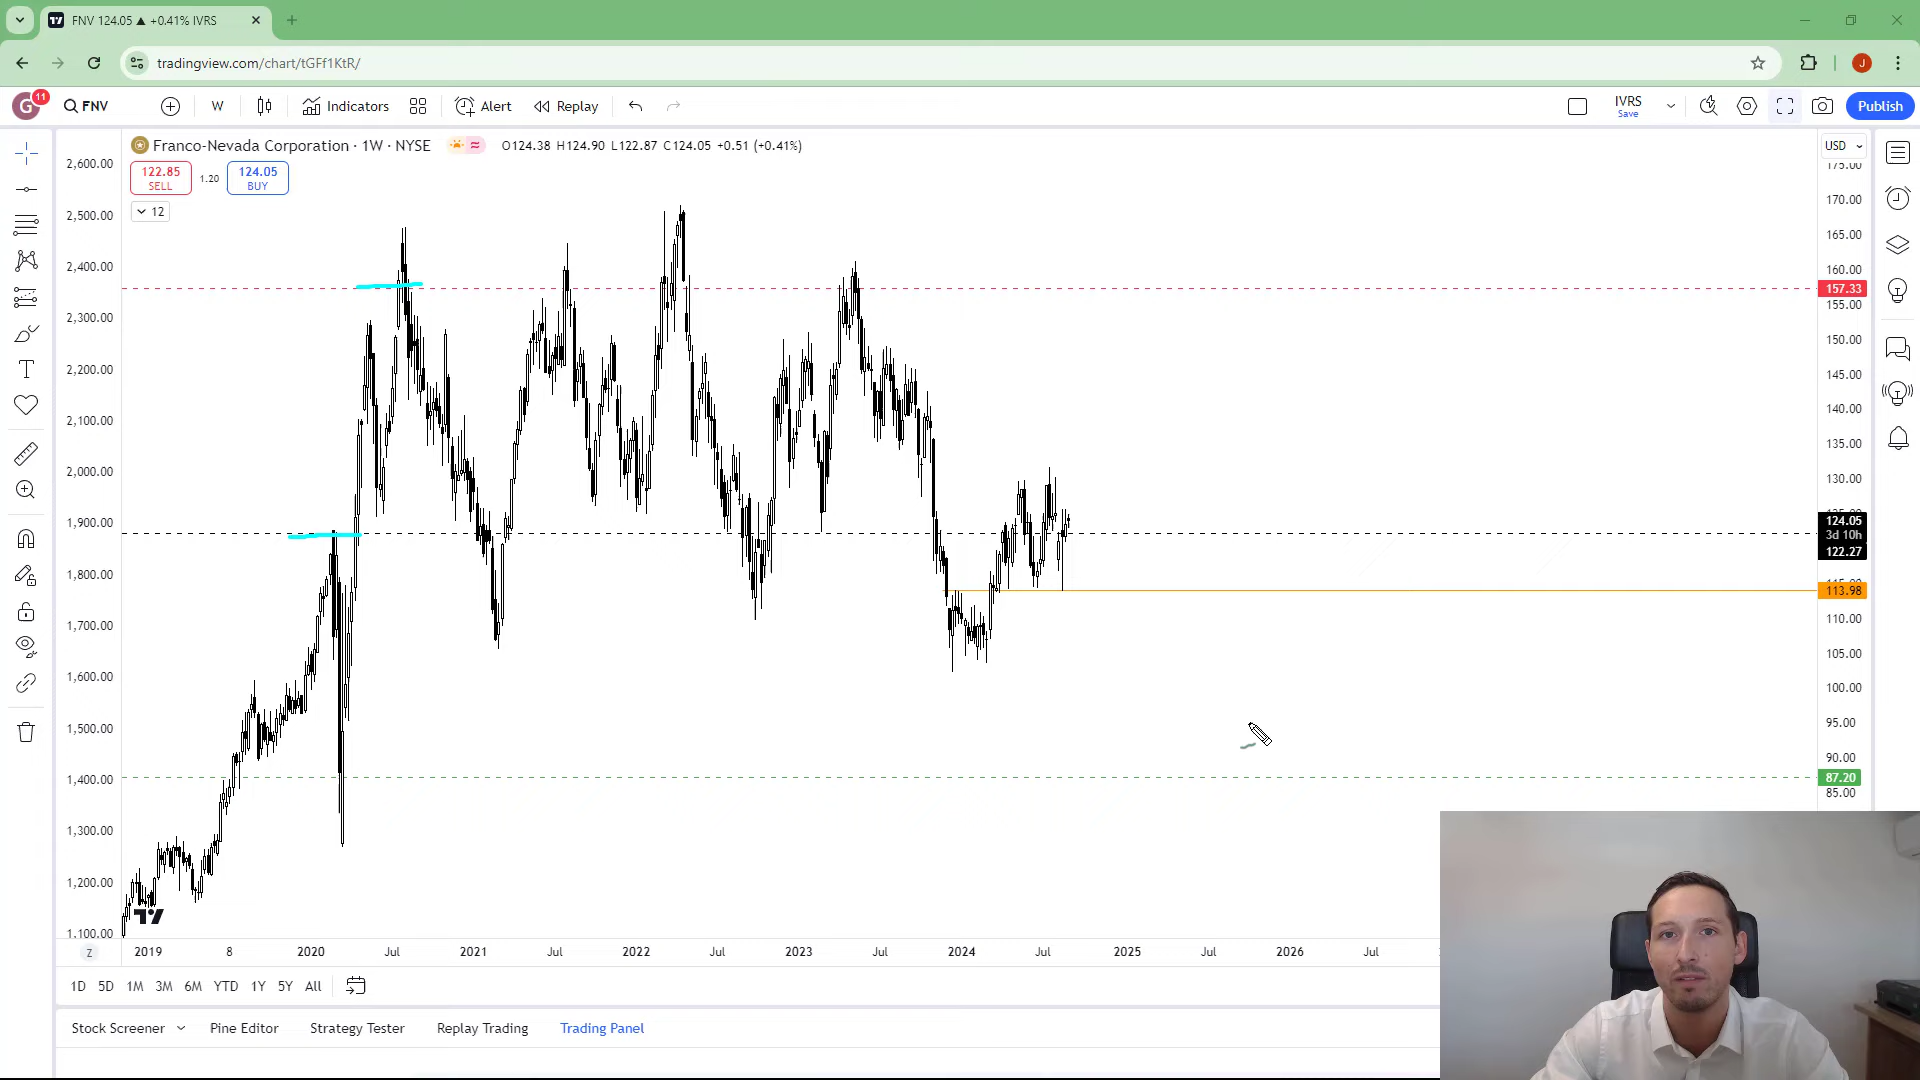 FNV 124.05 ▲ +0.41% IVRS
tradingview.com/chart/tGFf1KtR/
J
G 11
FNV
W
Indicators
Alert
Replay
IVRS
Save
Publish
Franco-Nevada Corporation · 1W · NYSE
O124.38 H124.90 L122.87 C124.05 +0.51 (+0.41%)
USD
122.85
SELL
1.20
124.05
BUY
12
2,600.00
2,500.00
2,400.00
2,300.00
2,200.00
2,100.00
2,000.00
1,900.00
1,800.00
1,700.00
1,600.00
1,500.00
1,400.00
1,300.00
1,200.00
1,100.00
175.00
170.00
165.00
160.00
157.33
155.00
150.00
145.00
140.00
135.00
130.00
124.05
3d 10h
122.27
115.00
113.98
110.00
105.00
100.00
95.00
90.00
87.20
85.00
Z
2019 8 2020 Jul 2021 Jul 2022 Jul 2023 Jul 2024 Jul 2025 Jul 2026 Jul
1D 5D 1M 3M 6M YTD 1Y 5Y All
Stock Screener Pine Editor Strategy Tester Replay Trading Trading Panel